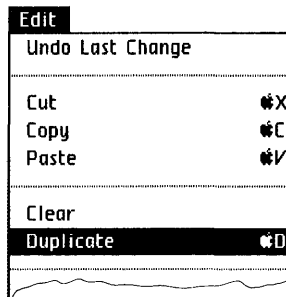 Edit
Undo Last Change
Cut X
Copy C
Paste V
Clear
Duplicate D